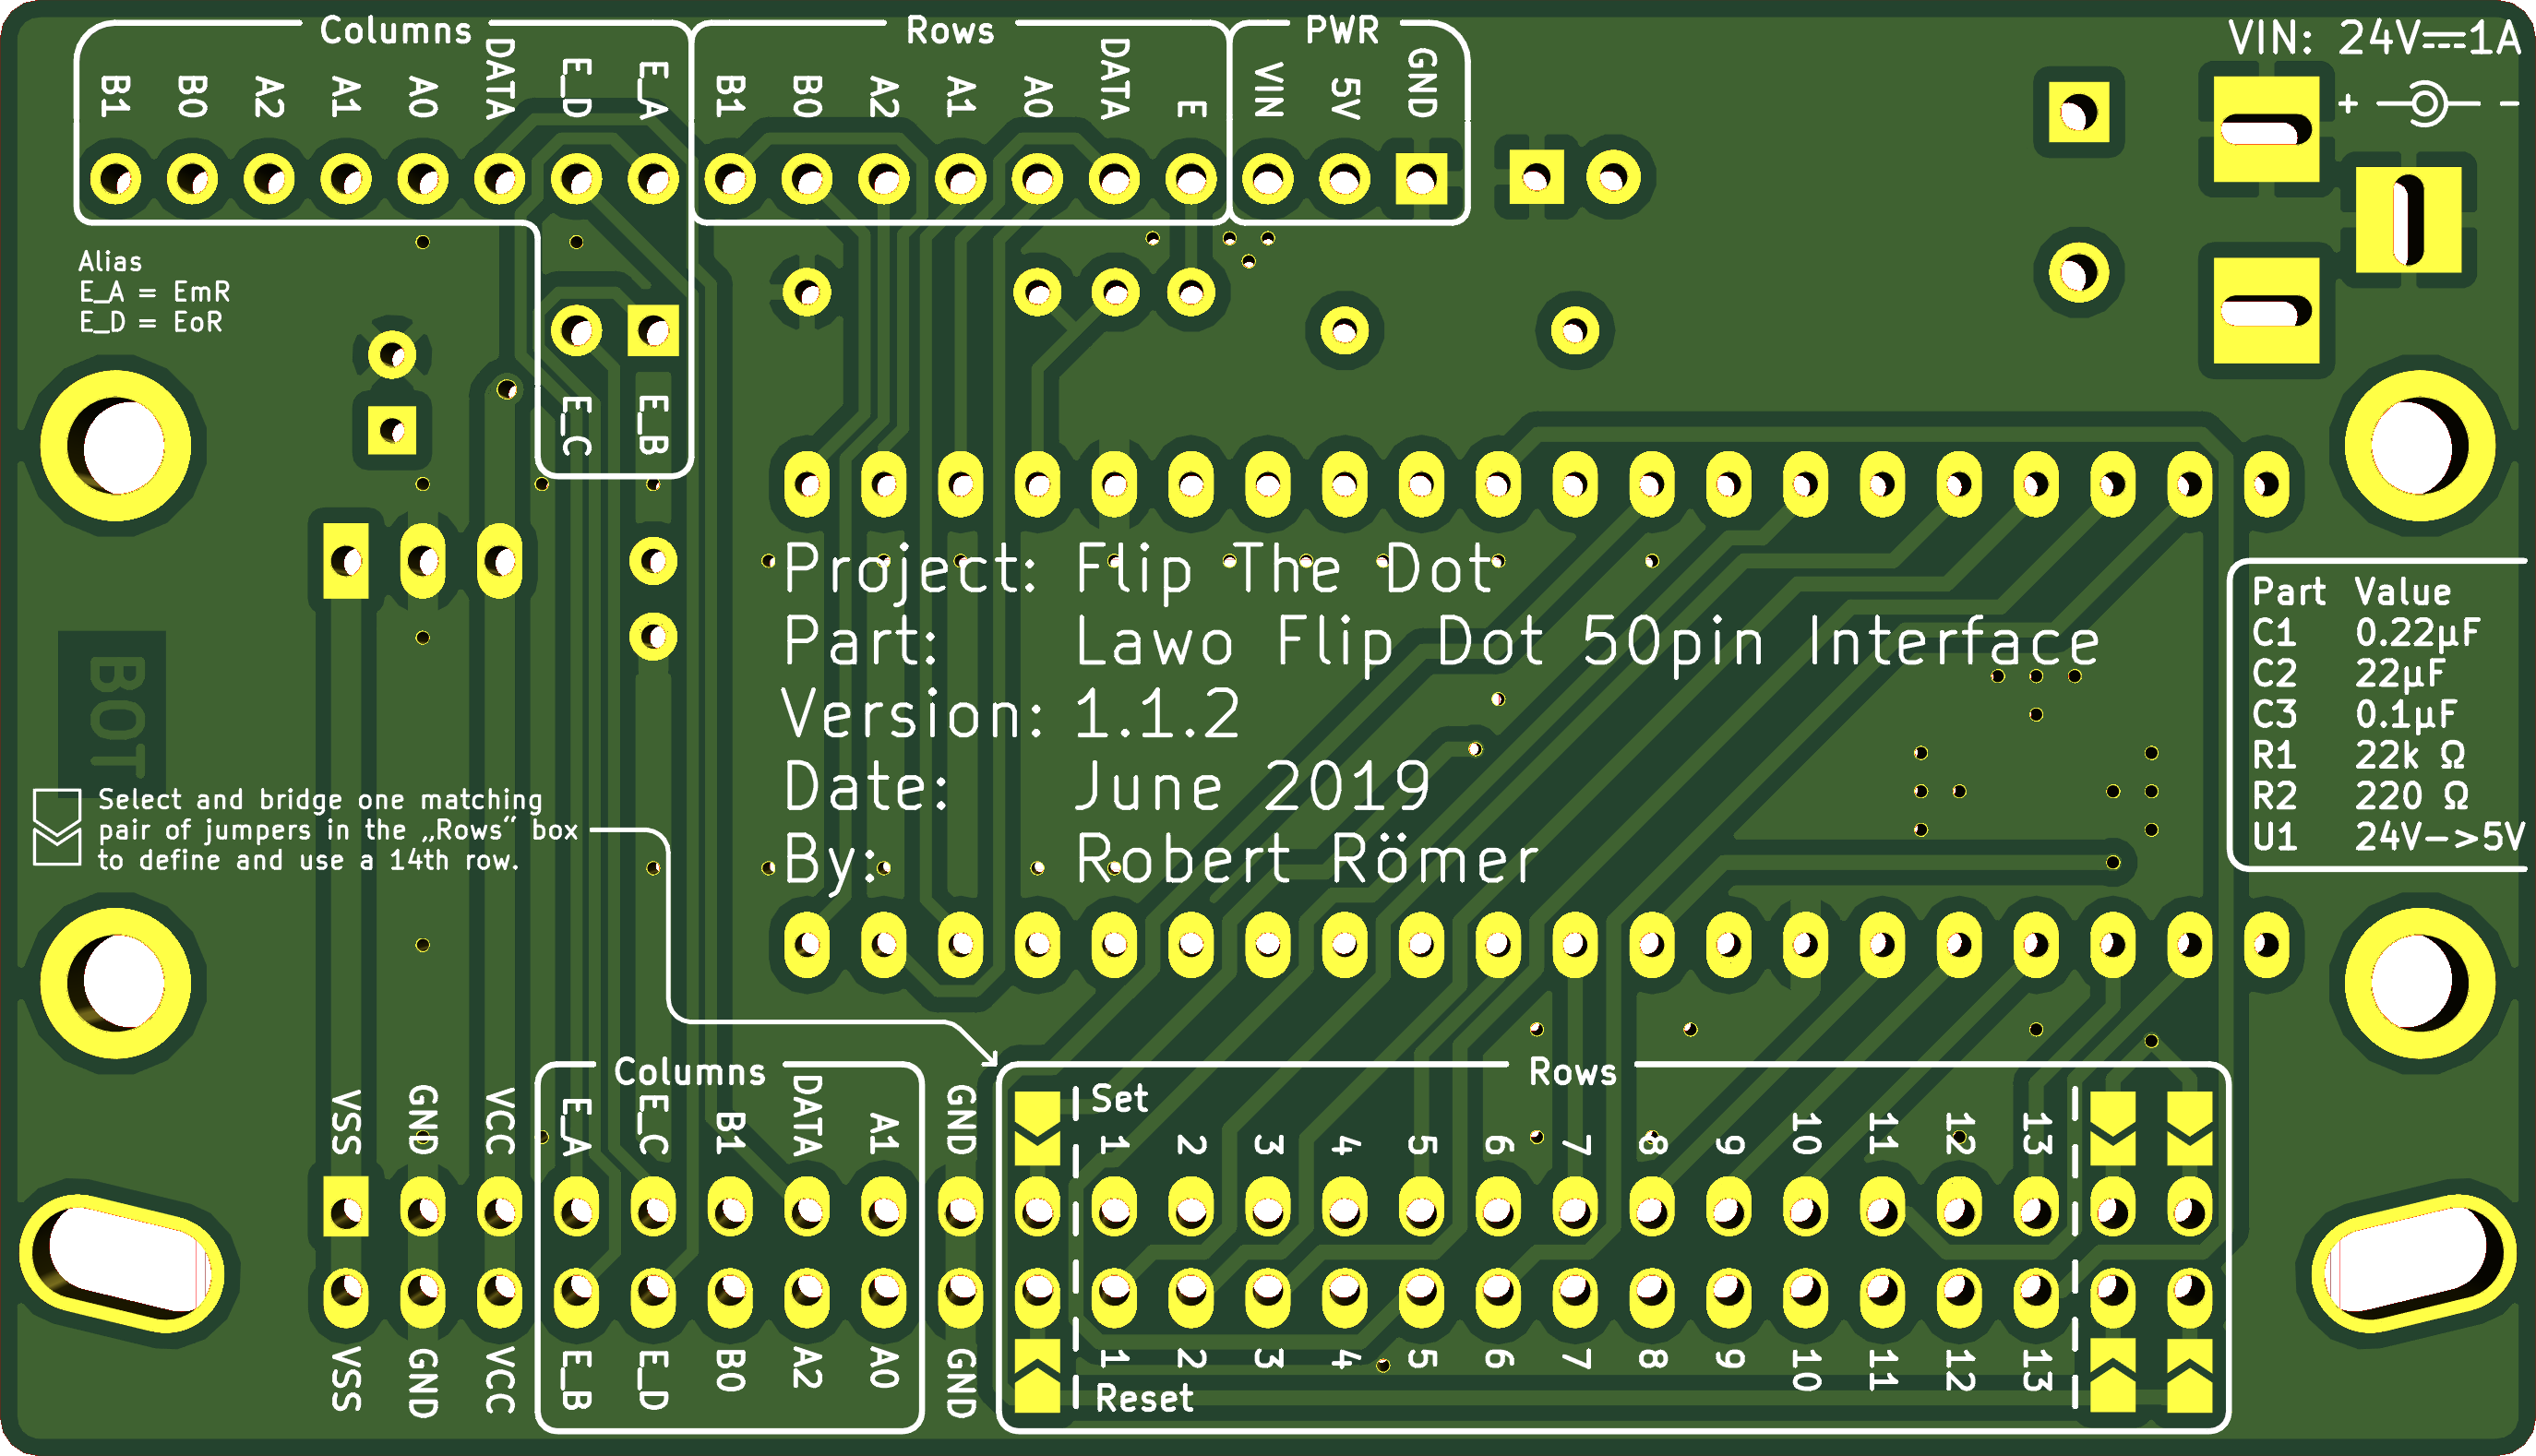 Columns
Rows
PWR
VIN: 24V⎓1A
B1 B0 A2 A1 A0 DATA E_D E_A
B1 B0 A2 A1 A0 DATA E
VIN 5V GND
+ -
Alias
E_A = EmR
E_D = EoR
E_C E_B
Project: Flip The Dot
Part: Lawo Flip Dot 50pin Interface
Version: 1.1.2
Date: June 2019
By: Robert Römer
Part Value
C1 0.22µF
C2 22µF
C3 0.1µF
R1 22k Ω
R2 220 Ω
U1 24V->5V
BOT
Select and bridge one matching
pair of jumpers in the „Rows“ box
to define and use a 14th row.
Columns
Rows
VSS GND VCC E_A E_C B1 DATA A1 GND
Set
1 2 3 4 5 6 7 8 9 10 11 12 13
VSS GND VCC E_B E_D B0 A2 A0 GND
1 2 3 4 5 6 7 8 9 10 11 12 13
Reset